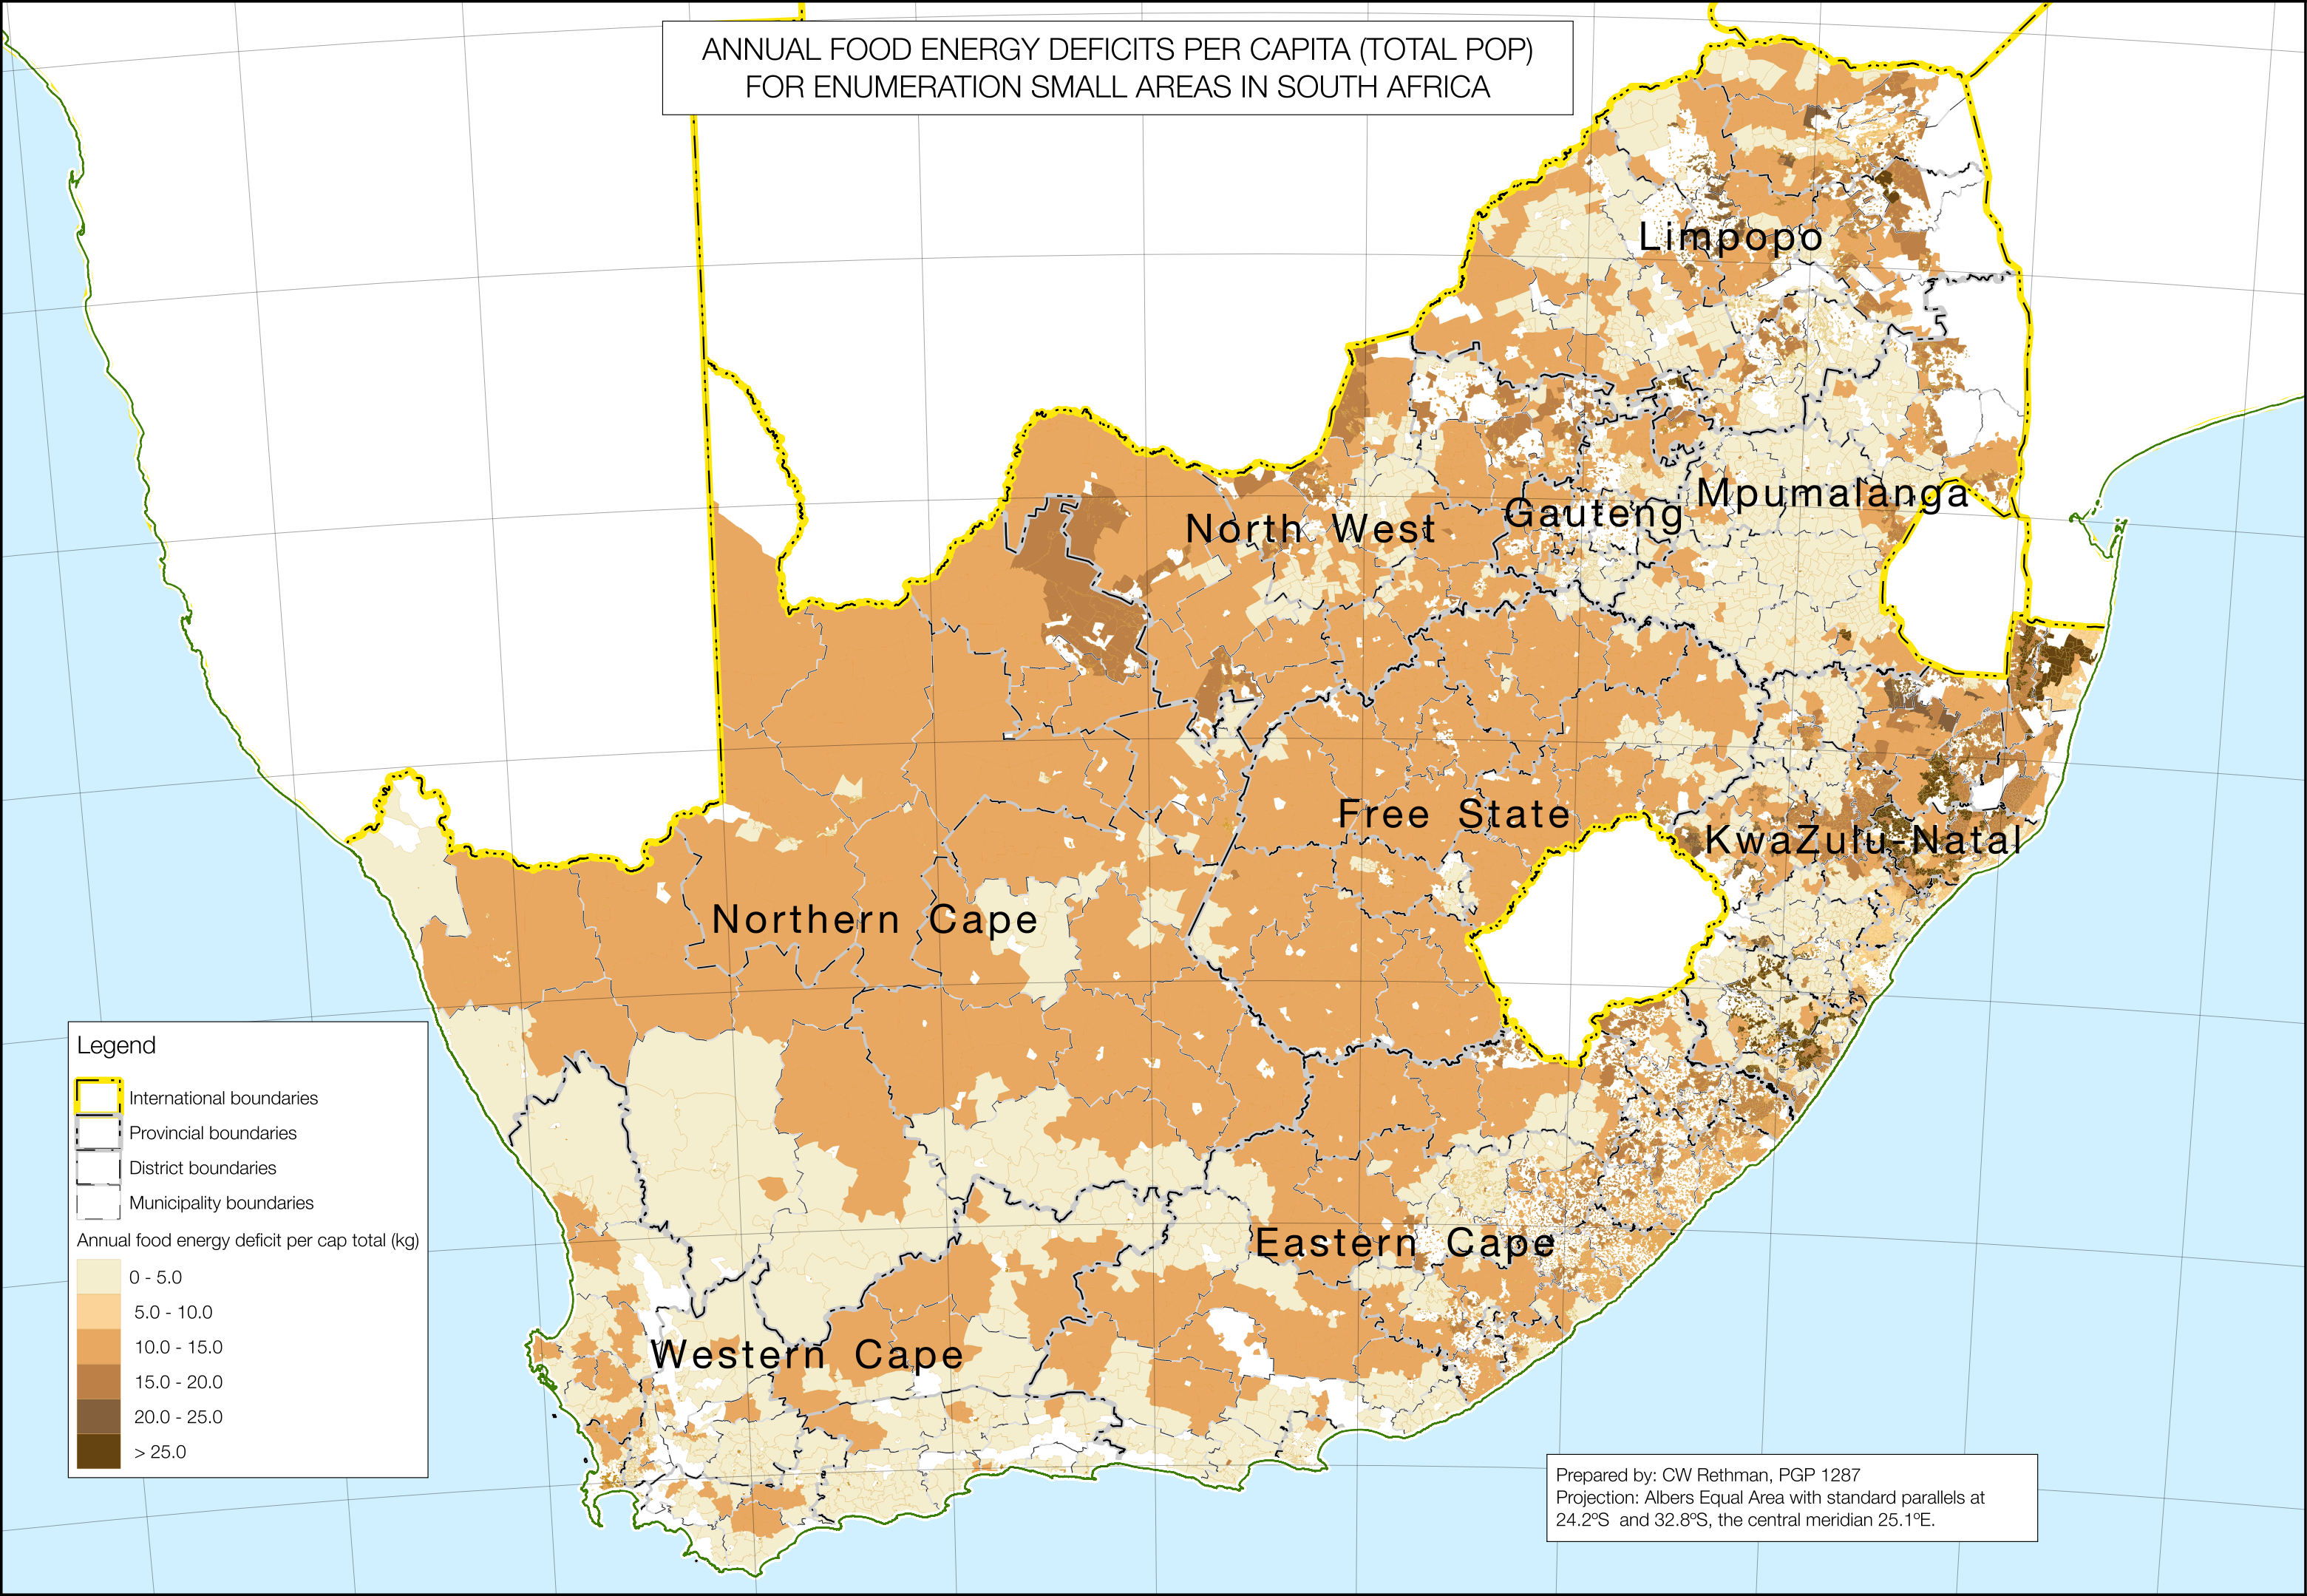 ANNUAL FOOD ENERGY DEFICITS PER CAPITA (TOTAL POP)
FOR ENUMERATION SMALL AREAS IN SOUTH AFRICA
Limpopo
Mpumalanga
Gauteng
North West
Free State
KwaZulu-Natal
Northern Cape
Eastern Cape
Western Cape
Legend
International boundaries
Provincial boundaries
District boundaries
Municipality boundaries
Annual food energy deficit per cap total (kg)
0 - 5.0
5.0 - 10.0
10.0 - 15.0
15.0 - 20.0
20.0 - 25.0
> 25.0
Prepared by: CW Rethman, PGP 1287
Projection: Albers Equal Area with standard parallels at
24.2ºS and 32.8ºS, the central meridian 25.1ºE.